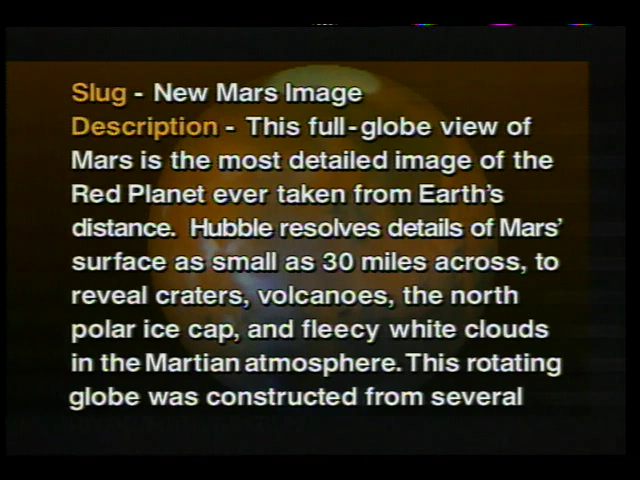 Slug - New Mars Image
Description - This full-globe view of
Mars is the most detailed image of the
Red Planet ever taken from Earth's
distance. Hubble resolves details of Mars'
surface as small as 30 miles across, to
reveal craters, volcanoes, the north
polar ice cap, and fleecy white clouds
in the Martian atmosphere. This rotating
globe was constructed from several